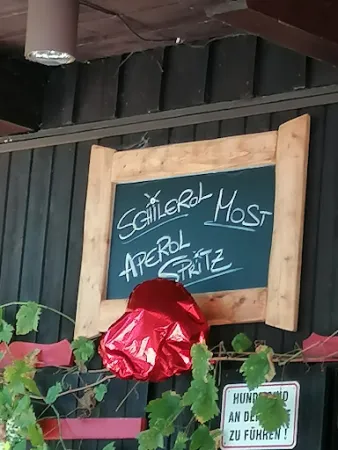 SCHILEROL MOST
APEROL
SPRITZ
HUNDE SIND
AN DER
ZU FÜHREN!